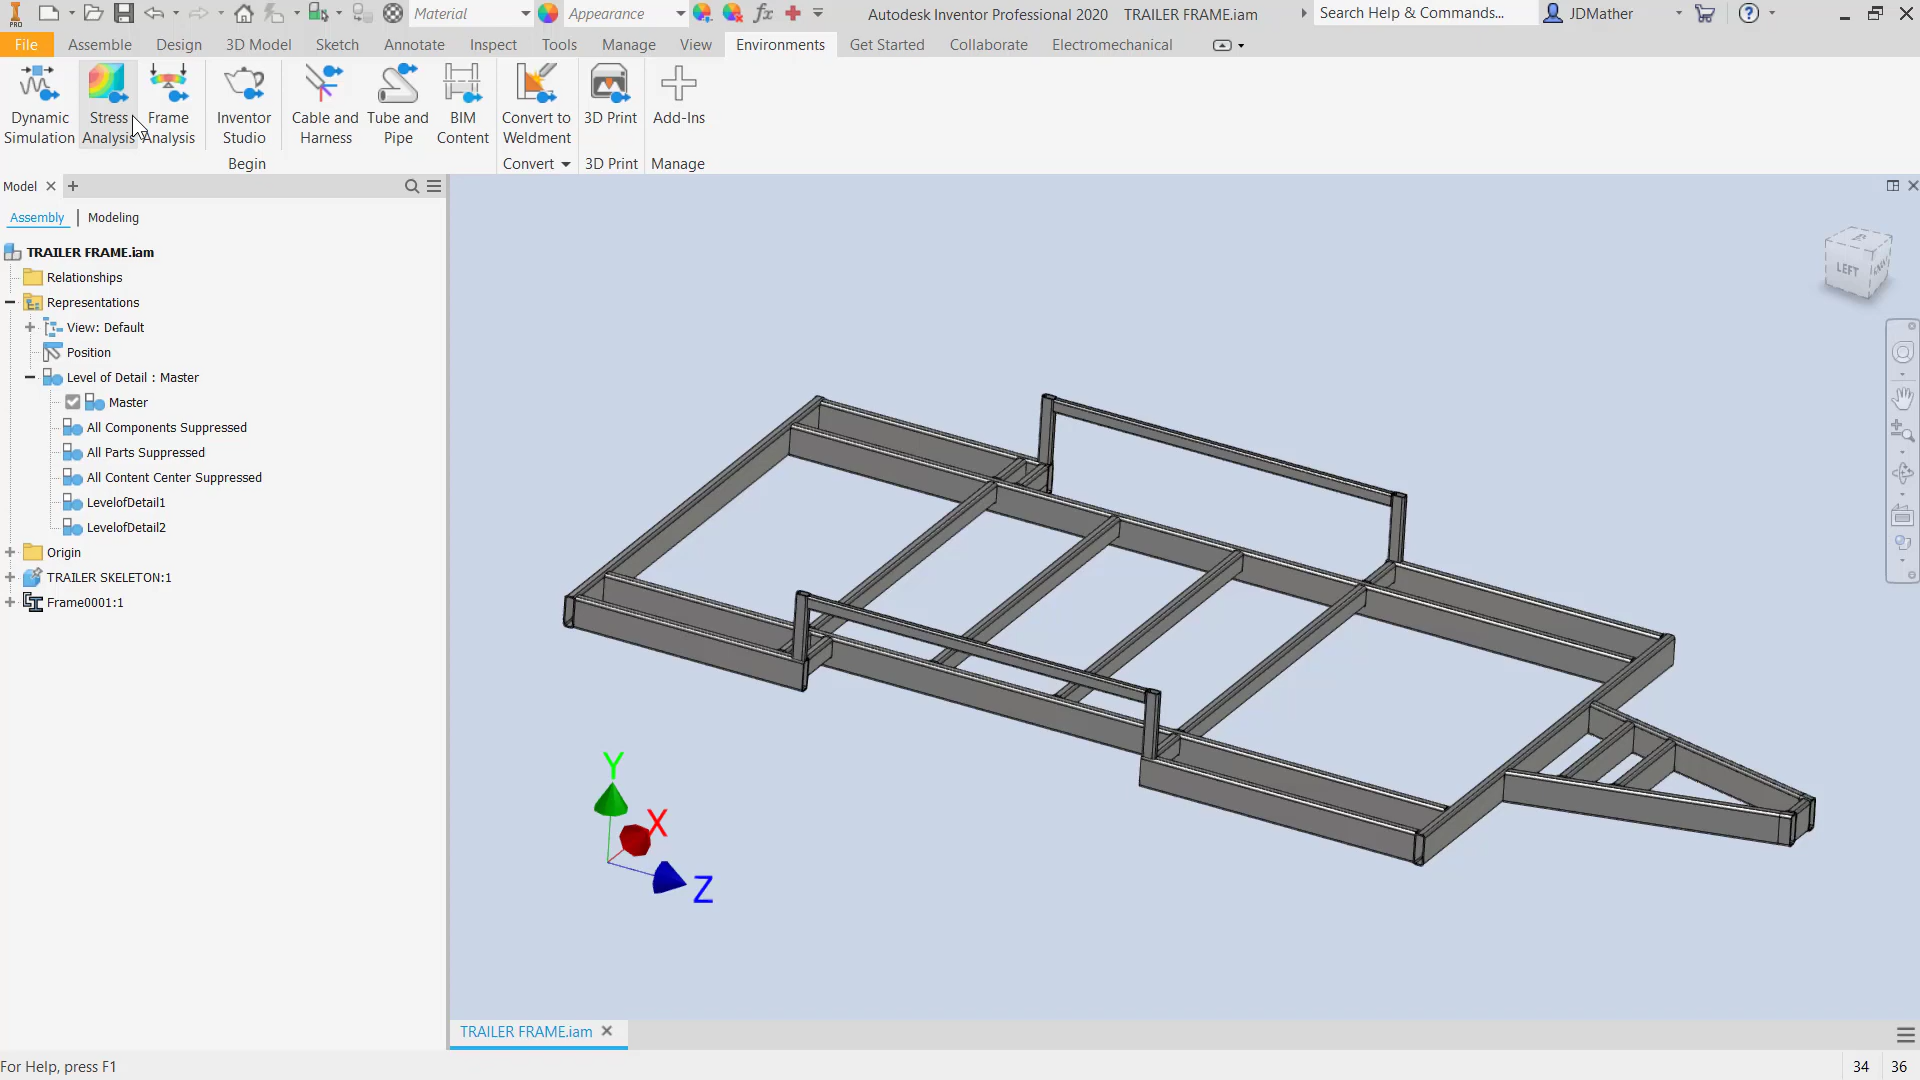 PRO
Material
Appearance
fx
Autodesk Inventor Professional 2020 TRAILER FRAME.iam
Search Help & Commands...
JDMather
?
File Assemble Design 3D Model Sketch Annotate Inspect Tools Manage View Environments Get Started Collaborate Electromechanical
Dynamic Simulation
Stress Analysis
Frame Analysis
Inventor Studio
Cable and Harness
Tube and Pipe
BIM Content
Convert to Weldment
3D Print
Add-Ins
Begin
Convert
3D Print
Manage
Model
Assembly | Modeling
TRAILER FRAME.iam
Relationships
Representations
View: Default
Position
Level of Detail : Master
Master
All Components Suppressed
All Parts Suppressed
All Content Center Suppressed
LevelofDetail1
LevelofDetail2
Origin
TRAILER SKELETON:1
Frame0001:1
LEFT
Y
X
Z
TRAILER FRAME.iam
For Help, press F1
34 36